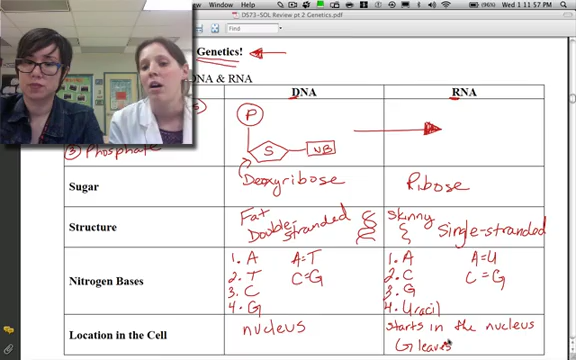 DS73-SOL Review pt 2 Genetics.pdf
Wed 1 11:57 PM
Find
Genetics!
DNA & RNA
DNA
RNA
③ Phosphate
P
S
NB
Sugar
Deoxyribose
Ribose
Structure
Fat
Double-stranded
Skinny
Single-stranded
Nitrogen Bases
1. A A=T
2. T C=G
3. C
4. G
1. A A=U
2. C C=G
3. G
4. Uracil
Location in the Cell
nucleus
starts in the nucleus
G leaves